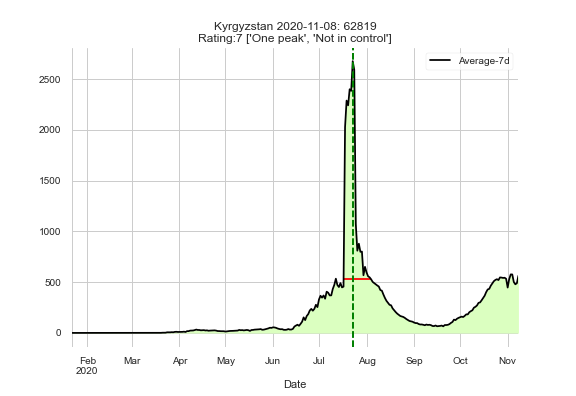 Kyrgyzstan 2020-11-08: 62819
Rating:7 ['One peak', 'Not in control']
Average-7d
2500
2000
1500
1000
500
0
Feb Mar Apr May Jun Jul Aug Sep Oct Nov
2020
Date